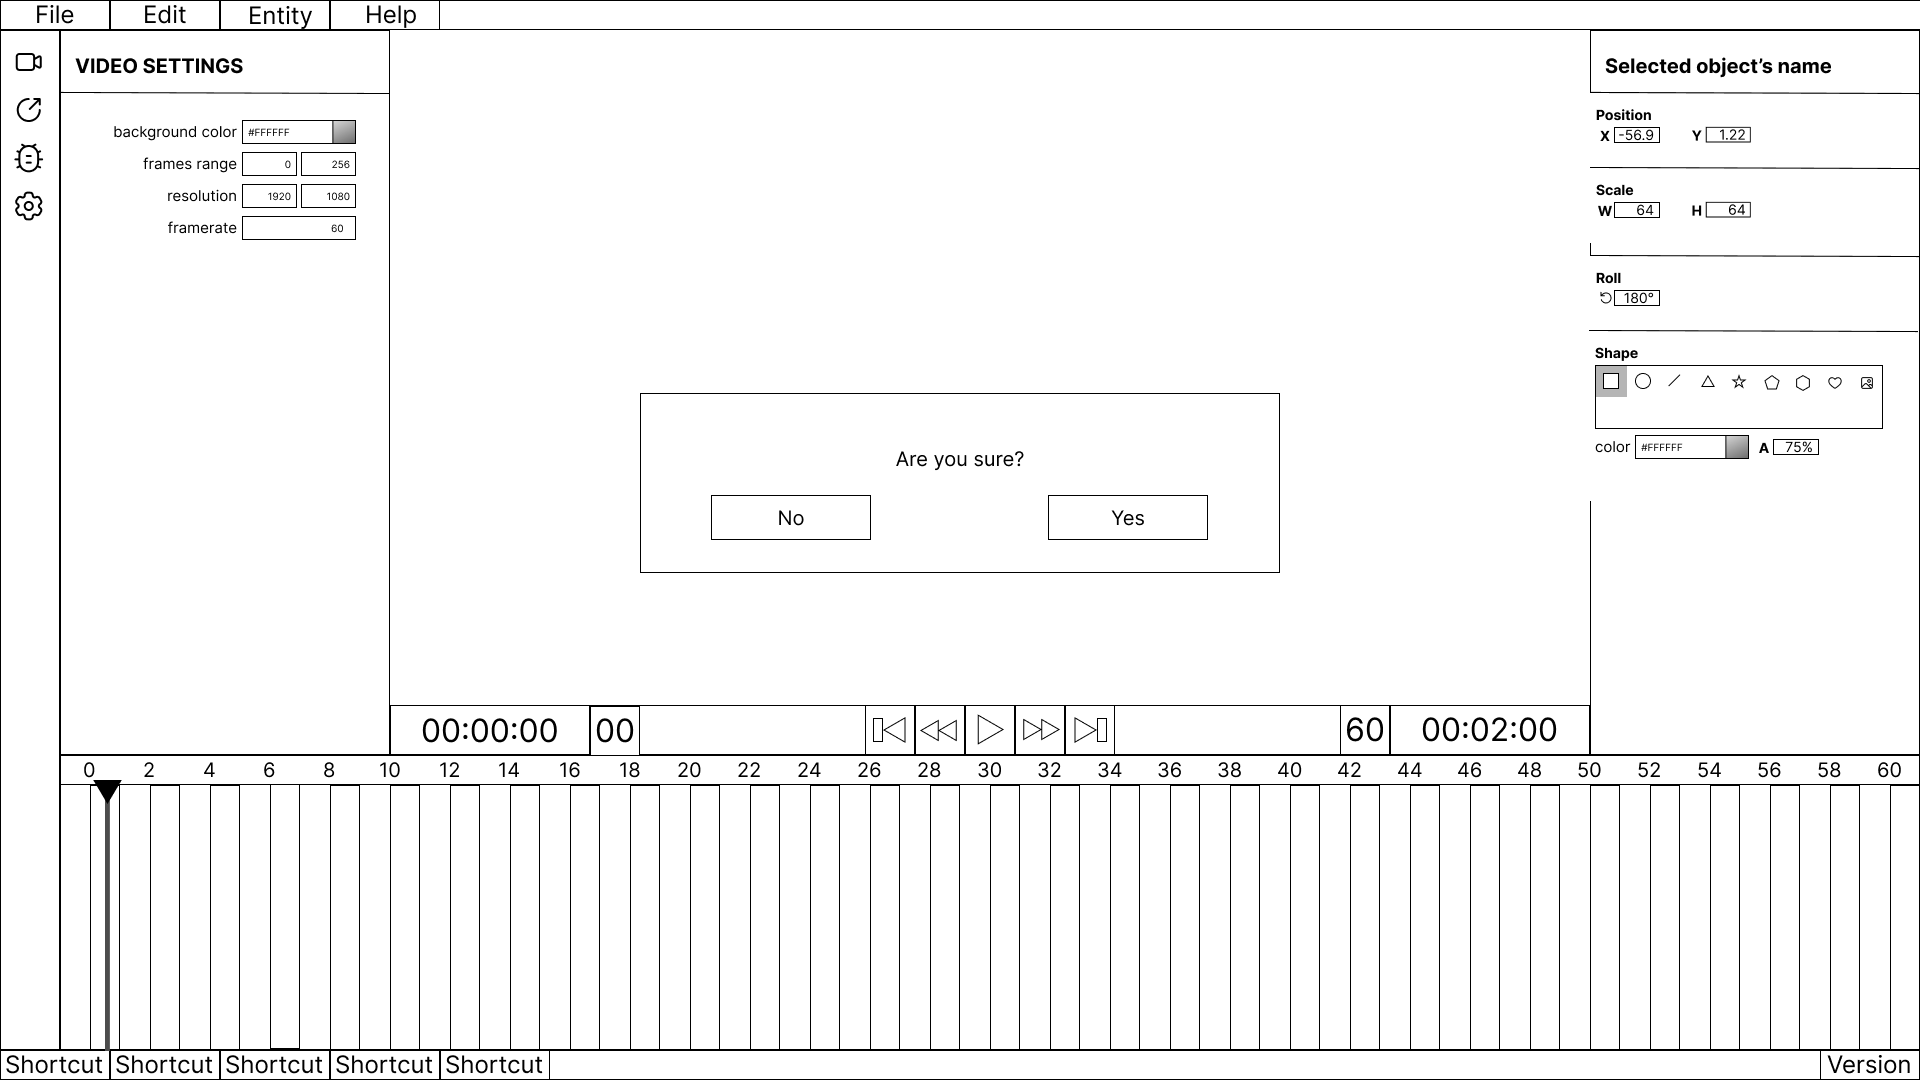 File Edit Entity Help
VIDEO SETTINGS
background color #FFFFFF
frames range 0 256
resolution 1920 1080
framerate 60
Are you sure?
No Yes
Selected object’s name
Position
X -56.9 Y 1.22
Scale
W 64 H 64
Roll
180°
Shape
color #FFFFFF A 75%
00:00:00 00 60 00:02:00
0 2 4 6 8 10 12 14 16 18 20 22 24 26 28 30 32 34 36 38 40 42 44 46 48 50 52 54 56 58 60
Shortcut Shortcut Shortcut Shortcut Shortcut Version